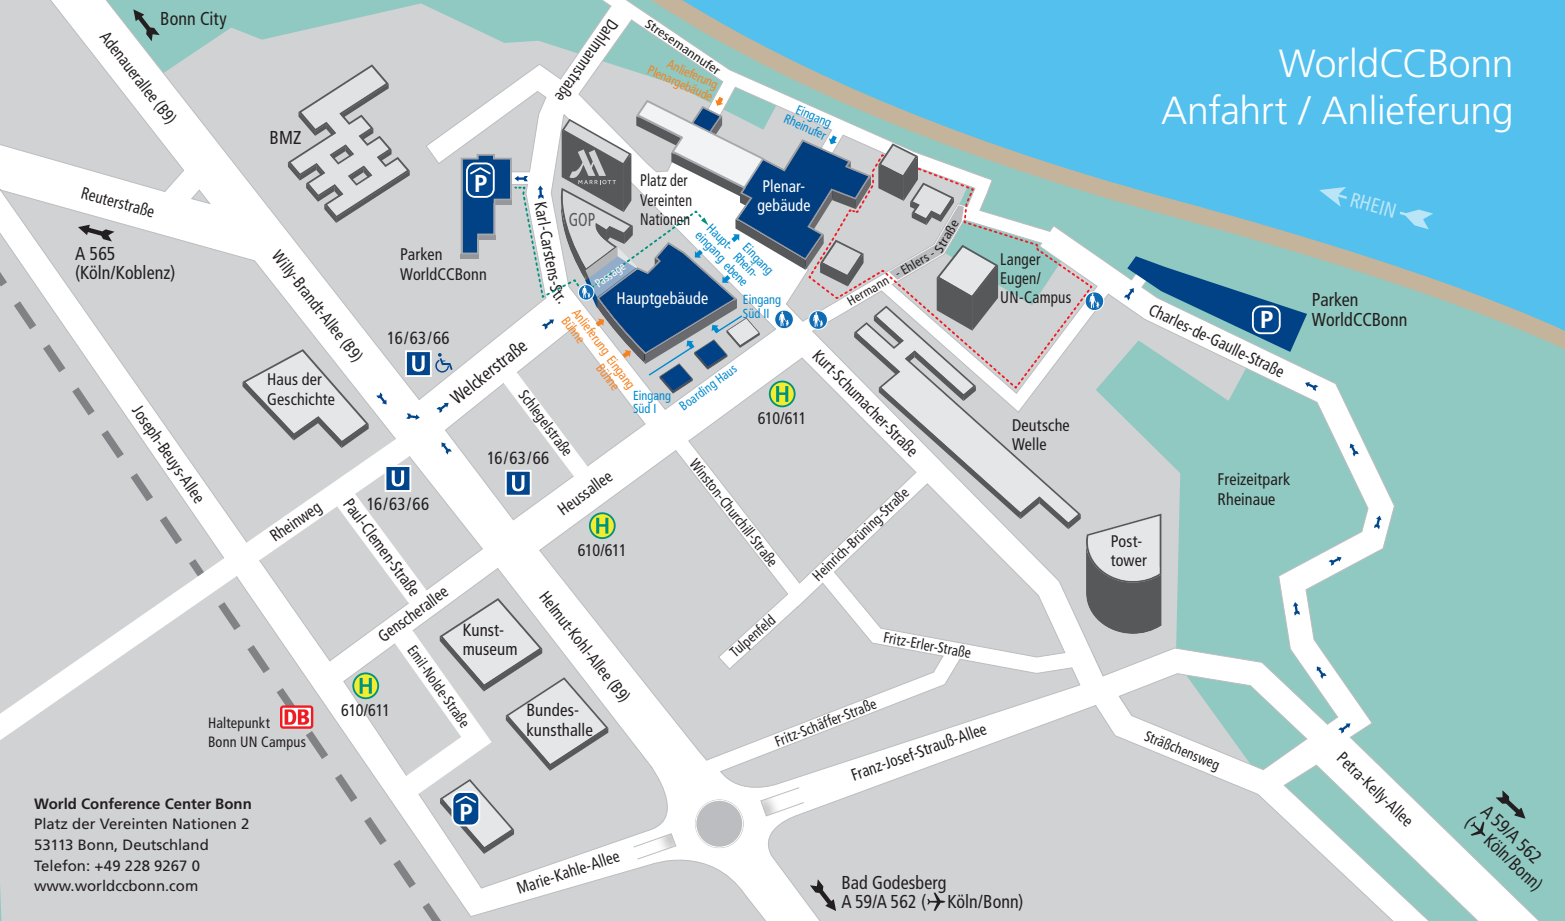 WorldCCBonn
Anfahrt / Anlieferung
Bonn City
Adenauerallee (B9)
Dahlmannstraße
Stresemannufer
Anlieferung
Plenargebäude
Eingang
Rheinufer
BMZ
Reuterstraße
A 565
(Köln/Koblenz)
P
Parken
WorldCCBonn
Karl-Carstens-Str.
MARRIOTT
GOP
Platz der
Vereinten
Nationen
Plenar-
gebäude
Haupt-
eingang
Eingang
Rhein-
ebene
Passage
Hauptgebäude
Eingang
Süd II
Hermann
- Ehlers - Straße
Langer
Eugen/
UN-Campus
RHEIN
P
Parken
WorldCCBonn
Charles-de-Gaulle-Straße
Willy-Brandt-Allee (B9)
16/63/66
U
Welckerstraße
Anlieferung
Bühne
Eingang
Bühne
Eingang
Süd I
Boarding Haus
Haus der
Geschichte
Schlegelstraße
H
610/611
Kurt-Schumacher-Straße
Deutsche
Welle
Joseph-Beuys-Allee
16/63/66
U
U
16/63/66
Heussallee
H
610/611
Winston-Churchill-Straße
Heinrich-Brüning-Straße
Freizeitpark
Rheinaue
Post-
tower
Rheinweg
Paul-Clemen-Straße
Genscherallee
Kunst-
museum
Helmut-Kohl-Allee (B9)
Tulpenfeld
Fritz-Erler-Straße
Emil-Nolde-Straße
H
610/611
Haltepunkt
DB
Bonn UN Campus
Bundes-
kunsthalle
Fritz-Schäffer-Straße
Franz-Josef-Strauß-Allee
Sträßchensweg
Petra-Kelly-Allee
P
A 59/A 562
(Köln/Bonn)
Marie-Kahle-Allee
Bad Godesberg
A 59/A 562 (Köln/Bonn)
World Conference Center Bonn
Platz der Vereinten Nationen 2
53113 Bonn, Deutschland
Telefon: +49 228 9267 0
www.worldccbonn.com